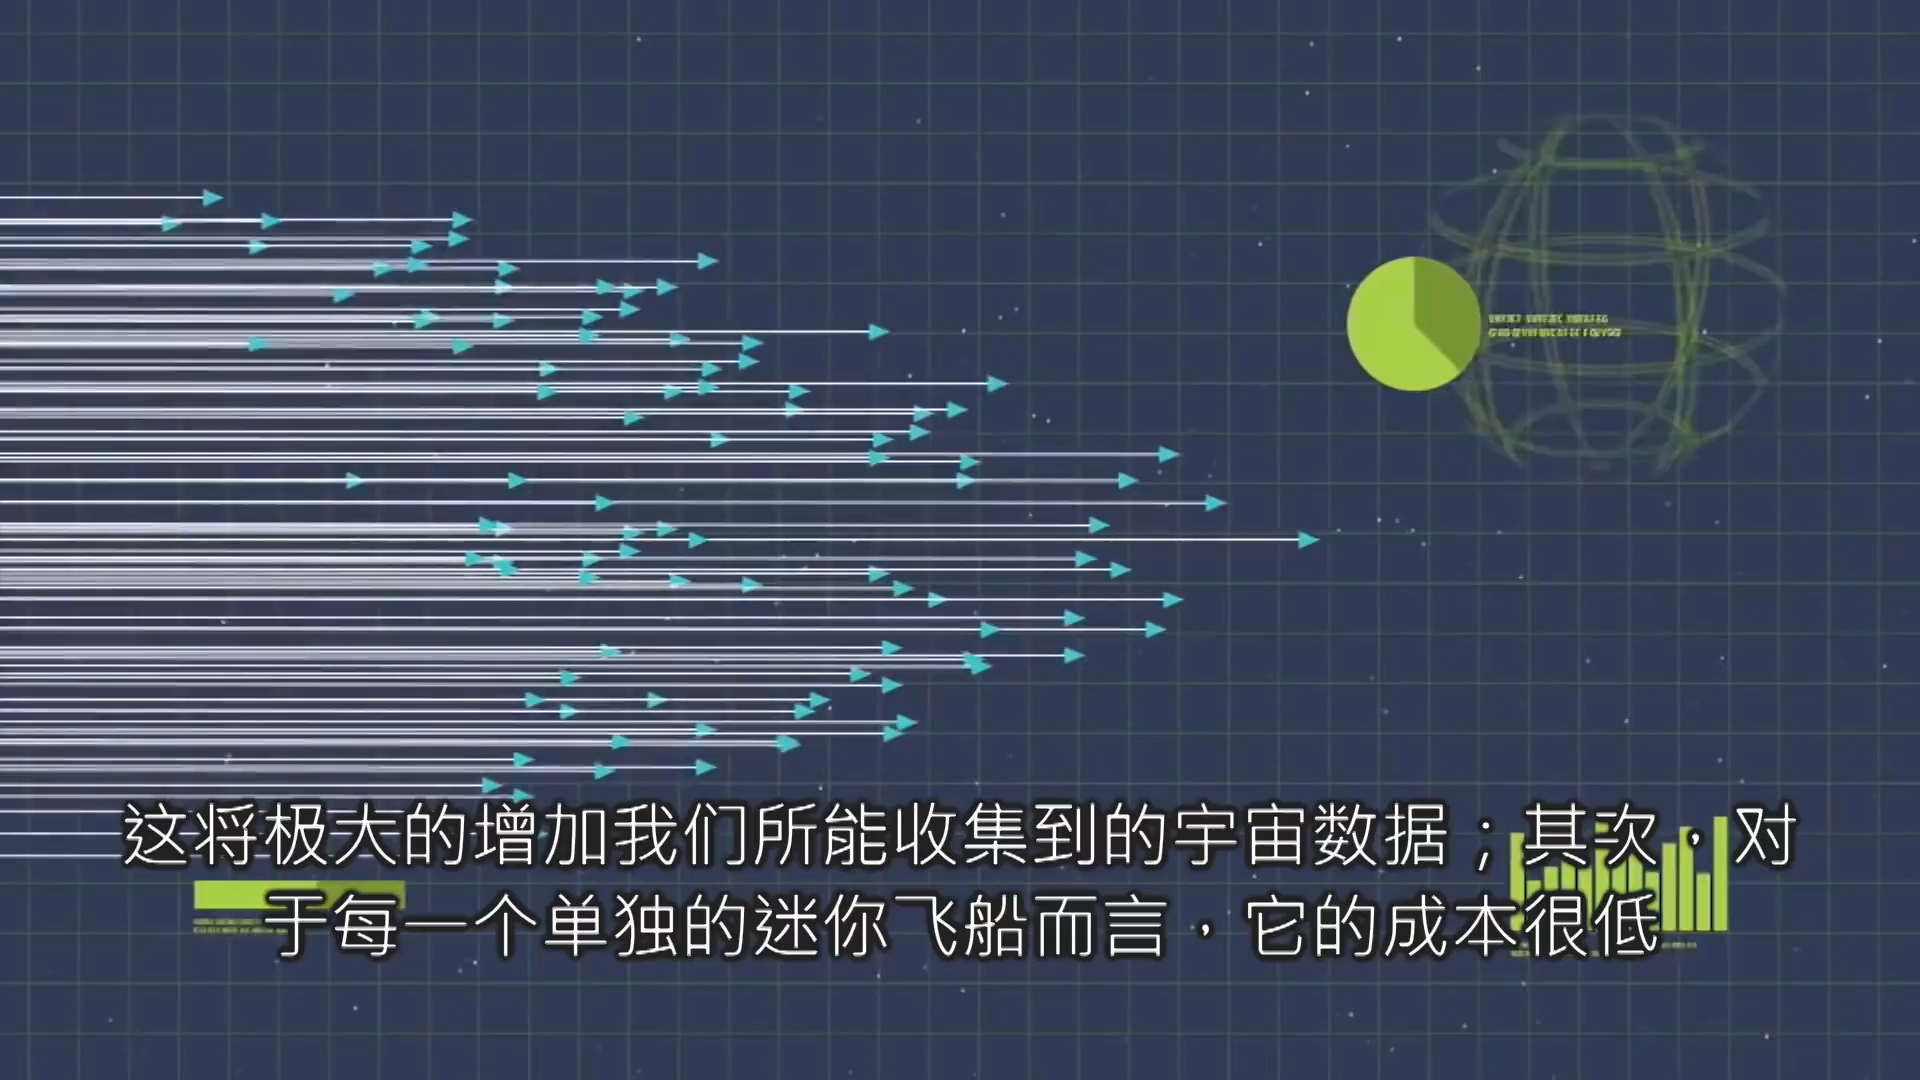 这将极大的增加我们所能收集到的宇宙数据；其次，对
于每一个单独的迷你飞船而言，它的成本很低